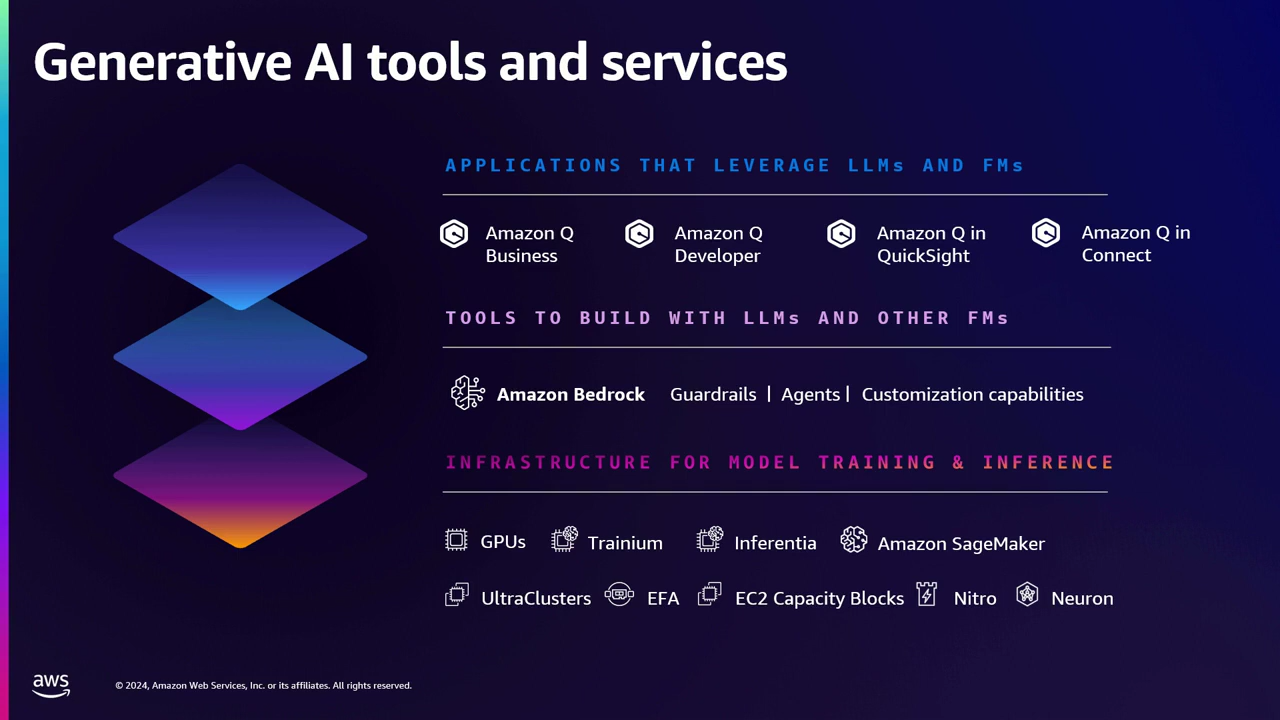 Generative AI tools and services
APPLICATIONS THAT LEVERAGE LLMs AND FMs
Amazon Q
Business
Amazon Q
Developer
Amazon Q in
QuickSight
Amazon Q in
Connect
TOOLS TO BUILD WITH LLMs AND OTHER FMs
Amazon Bedrock Guardrails | Agents | Customization capabilities
INFRASTRUCTURE FOR MODEL TRAINING & INFERENCE
GPUs Trainium Inferentia Amazon SageMaker
UltraClusters EFA EC2 Capacity Blocks Nitro Neuron
aws
© 2024, Amazon Web Services, Inc. or its affiliates. All rights reserved.